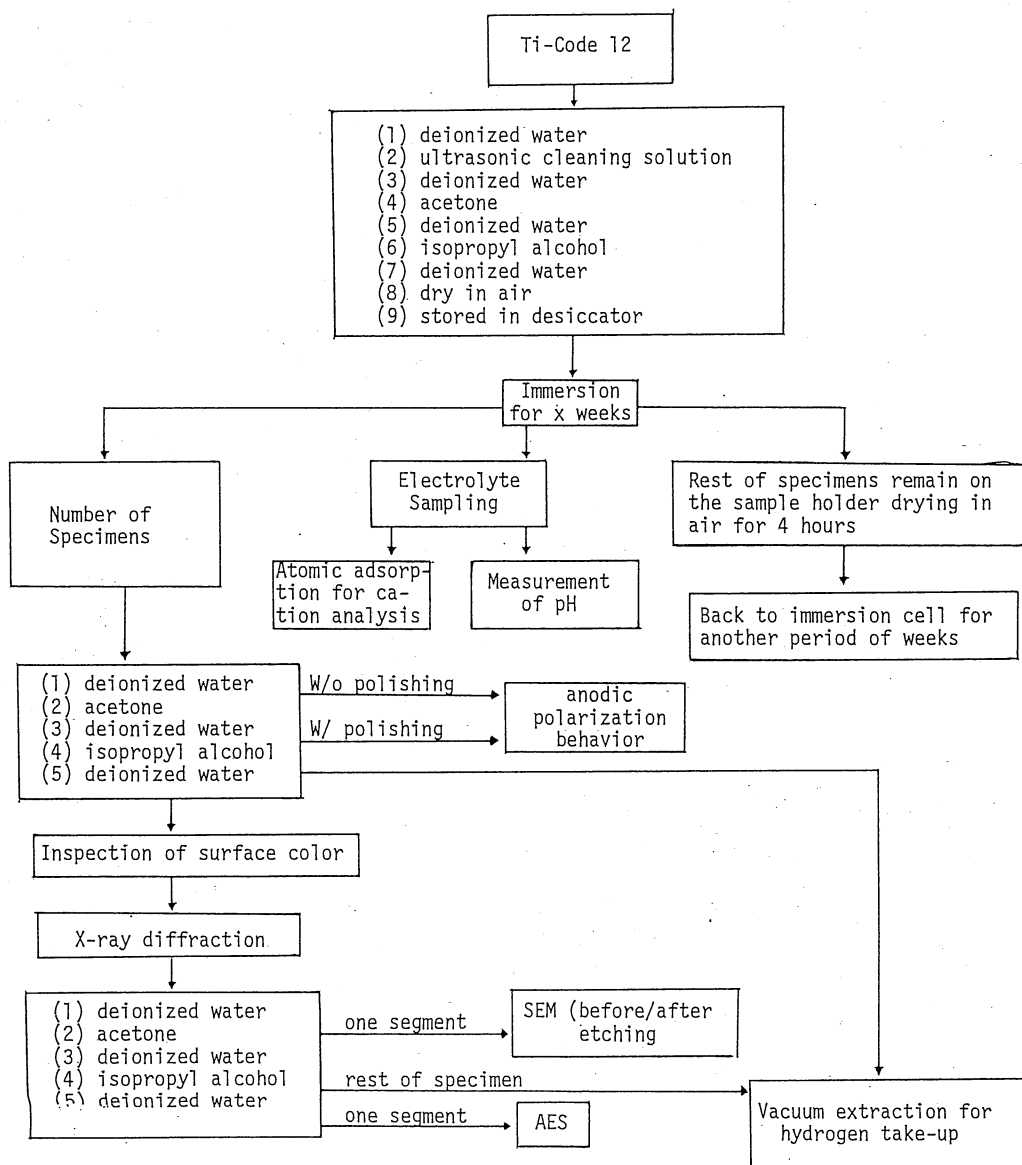 Ti-Code 12
(1) deionized water
(2) ultrasonic cleaning solution
(3) deionized water
(4) acetone
(5) deionized water
(6) isopropyl alcohol
(7) deionized water
(8) dry in air
(9) stored in desiccator
Immersion
for x weeks
Number of
Specimens
Electrolyte
Sampling
Rest of specimens remain on
the sample holder drying in
air for 4 hours
Atomic adsorp-
tion for ca-
tion analysis
Measurement
of pH
Back to immersion cell for
another period of weeks
(1) deionized water
(2) acetone
(3) deionized water
(4) isopropyl alcohol
(5) deionized water
W/o polishing
W/ polishing
anodic
polarization
behavior
Inspection of surface color
X-ray diffraction
(1) deionized water
(2) acetone
(3) deionized water
(4) isopropyl alcohol
(5) deionized water
one segment
SEM (before/after
etching
rest of specimen
one segment
AES
Vacuum extraction for
hydrogen take-up